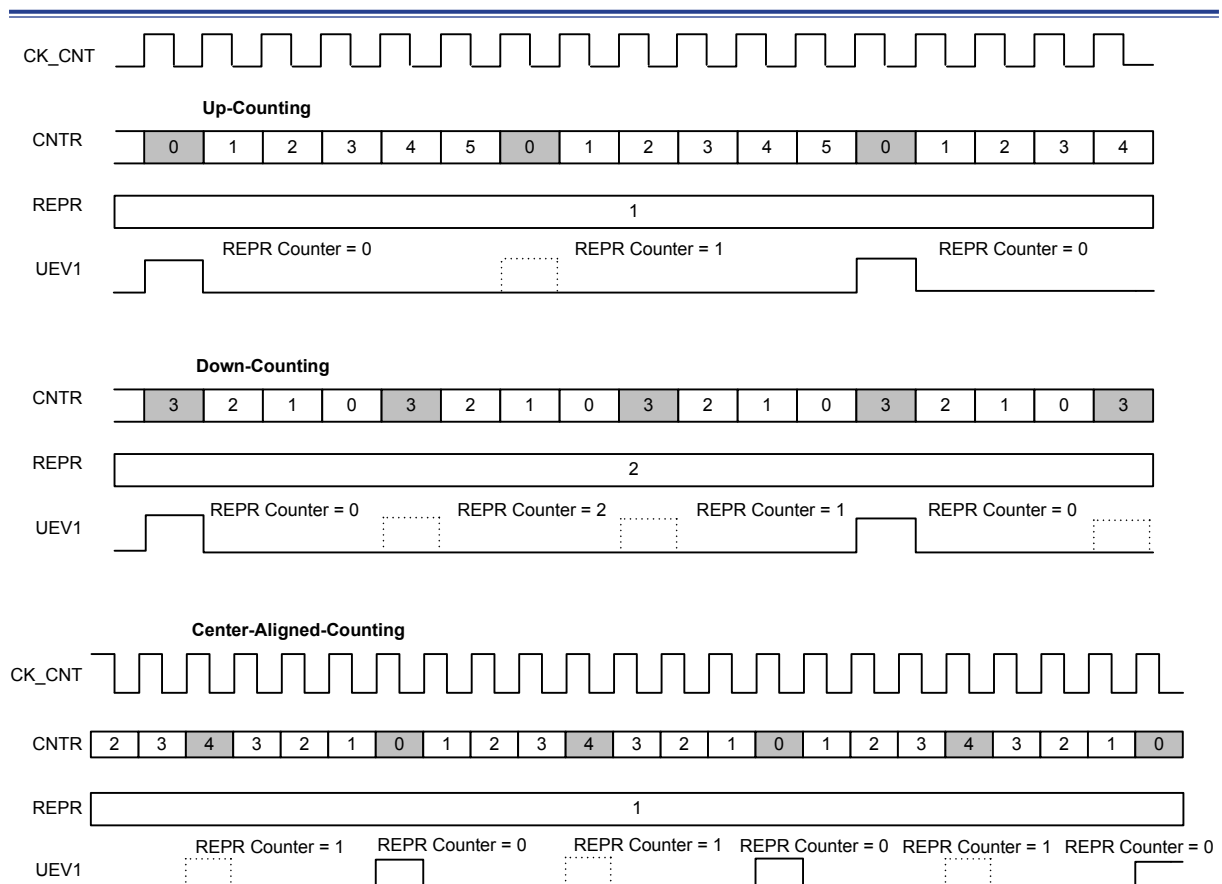 CK_CNT
Up-Counting
CNTR 0 1 2 3 4 5 0 1 2 3 4 5 0 1 2 3 4
REPR 1
REPR Counter = 0 REPR Counter = 1 REPR Counter = 0
UEV1
Down-Counting
CNTR 3 2 1 0 3 2 1 0 3 2 1 0 3 2 1 0 3
REPR 2
REPR Counter = 0 REPR Counter = 2 REPR Counter = 1 REPR Counter = 0
UEV1
Center-Aligned-Counting
CK_CNT
CNTR 2 3 4 3 2 1 0 1 2 3 4 3 2 1 0 1 2 3 4 3 2 1 0
REPR 1
REPR Counter = 1 REPR Counter = 0 REPR Counter = 1 REPR Counter = 0 REPR Counter = 1 REPR Counter = 0
UEV1